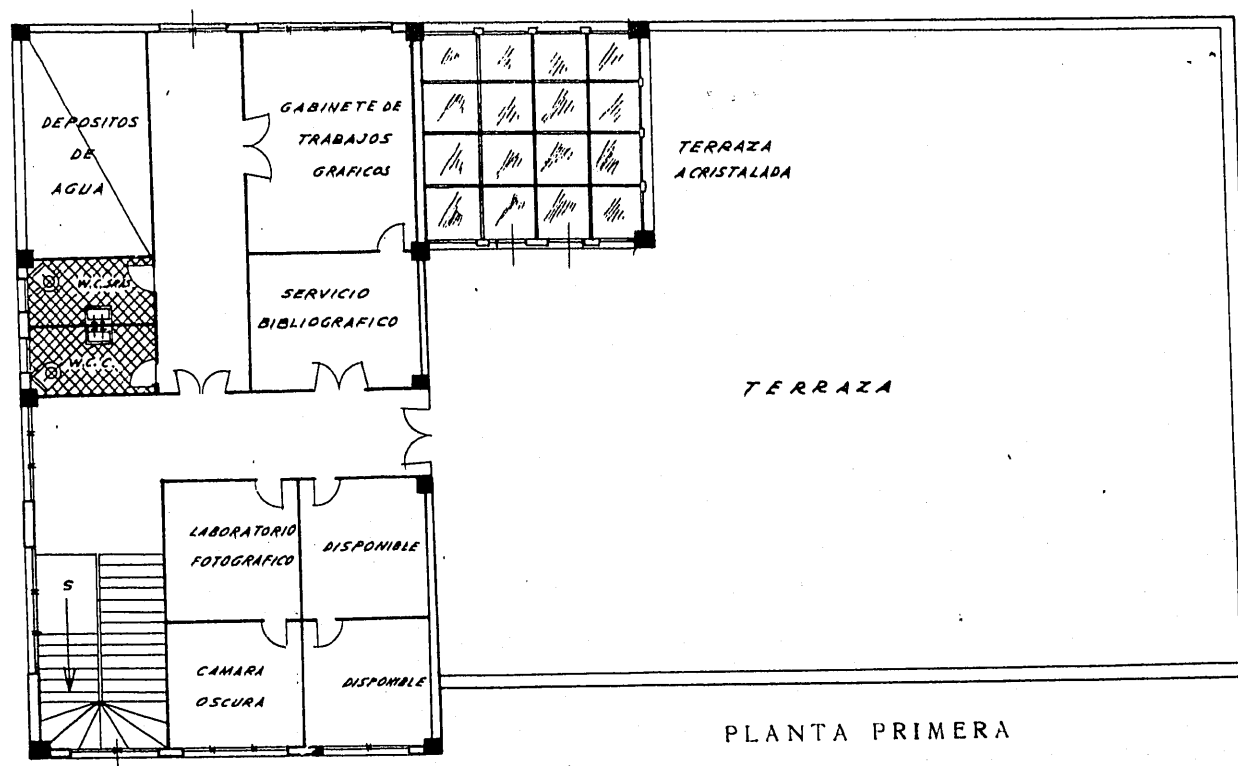 DEPOSITOS
DE
AGUA
GABINETE DE
TRABAJOS
GRAFICOS
TERRAZA
ACRISTALADA
W.C. SRAS
W.C. C.
SERVICIO
BIBLIOGRAFICO
TERRAZA
LABORATORIO
FOTOGRAFICO
DISPONIBLE
S
CAMARA
OSCURA
DISPONIBLE
PLANTA PRIMERA